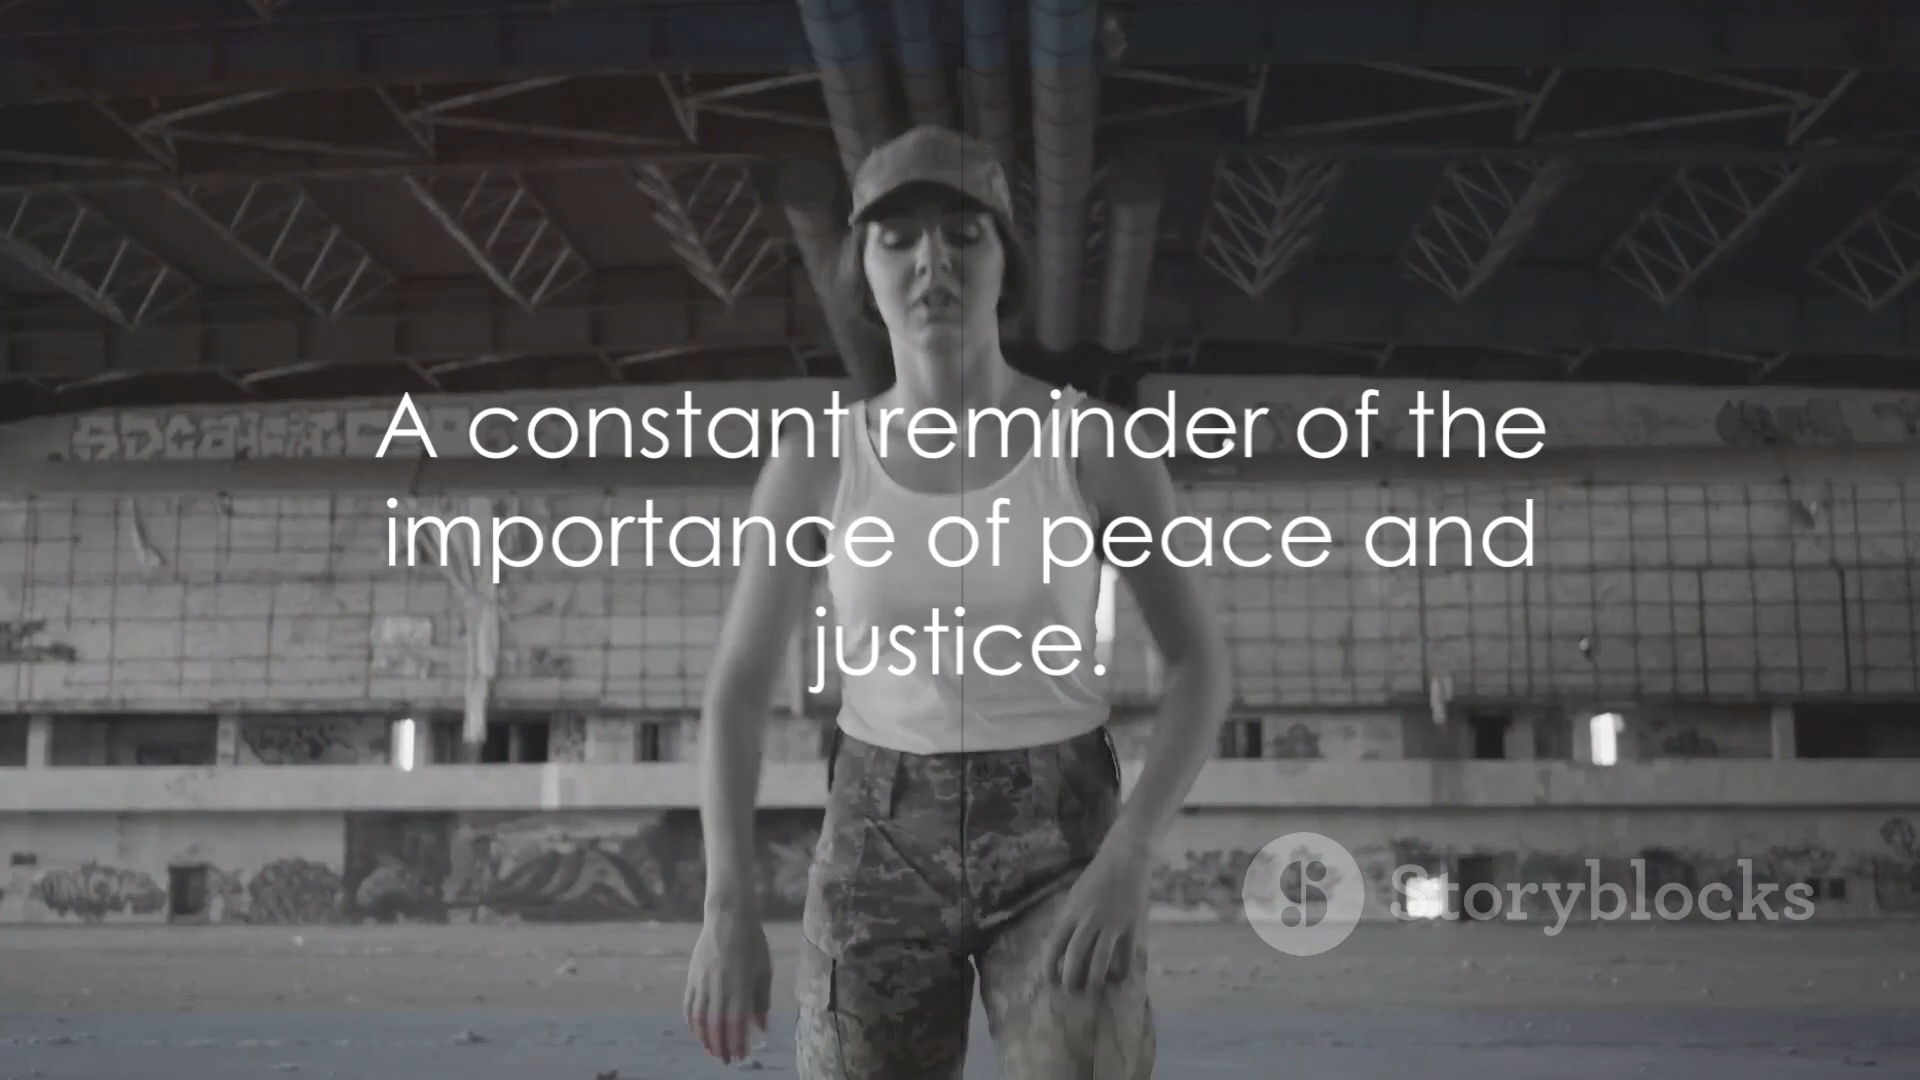 A constant reminder of the
importance of peace and
justice.
Storyblocks